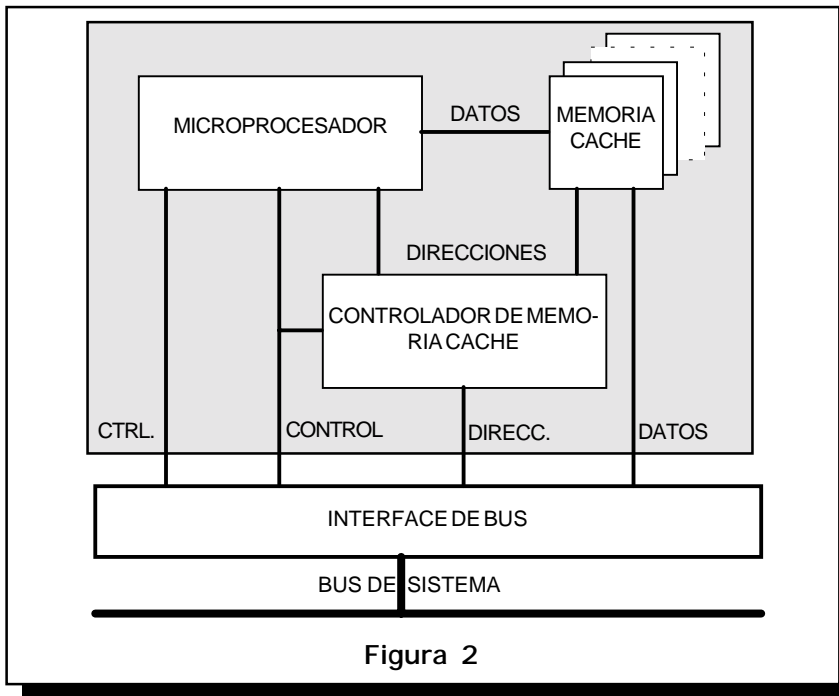 MICROPROCESADOR
DATOS
MEMORIA
CACHE
DIRECCIONES
CONTROLADOR DE MEMO-
RIA CACHE
CTRL.
CONTROL
DIRECC.
DATOS
INTERFACE DE BUS
BUS DE SISTEMA
Figura 2